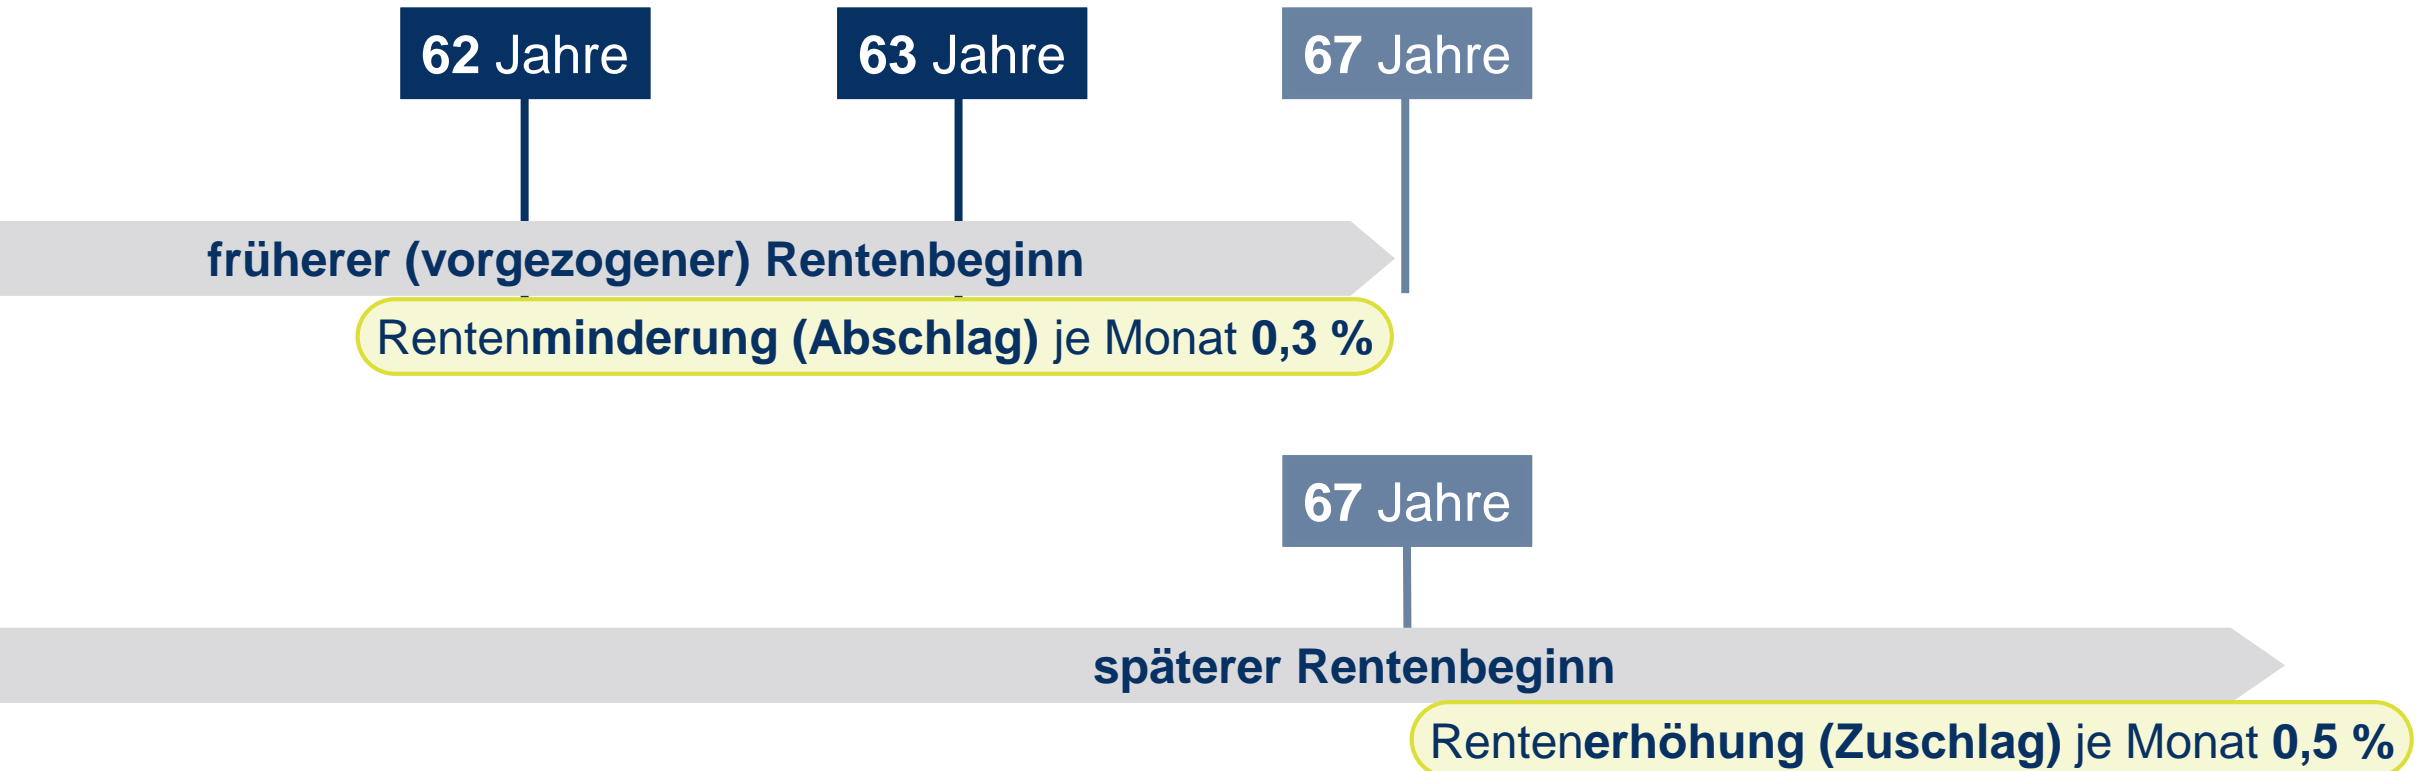 62 Jahre
63 Jahre
67 Jahre
früherer (vorgezogener) Rentenbeginn
Rentenminderung (Abschlag) je Monat 0,3 %
67 Jahre
späterer Rentenbeginn
Rentenerhöhung (Zuschlag) je Monat 0,5 %